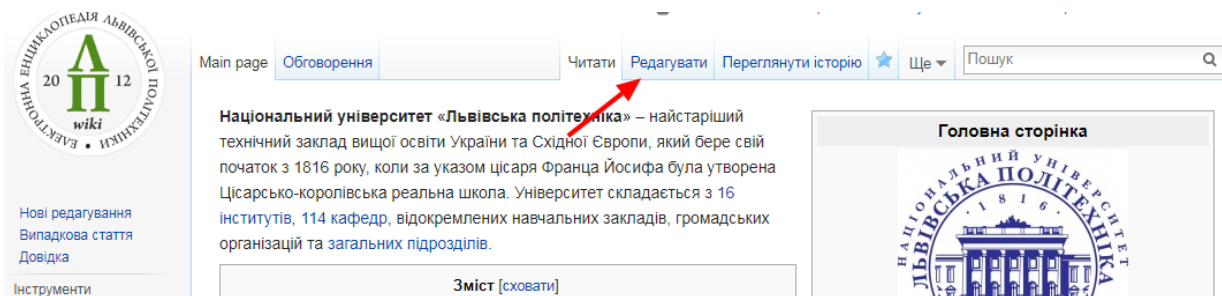 ЕЛЕКТРОННА ЕНЦИКЛОПЕДІЯ ЛЬВІВСЬКОЇ ПОЛІТЕХНІКИ
20 ЛП 12
wiki
Main page Обговорення Читати Редагувати Переглянути історію Ще Пошук
Національний університет «Львівська політехніка» – найстаріший
технічний заклад вищої освіти України та Східної Європи, який бере свій
початок з 1816 року, коли за указом цісаря Франца Йосифа була утворена
Цісарсько-королівська реальна школа. Університет складається з 16
інститутів, 114 кафедр, відокремлених навчальних закладів, громадських
організацій та загальних підрозділів.
Зміст [сховати]
Головна сторінка
НАЦІОНАЛЬНИЙ УНІВЕРСИТЕТ
ЛЬВІВСЬКА ПОЛІТЕХНІКА
1816
Нові редагування
Випадкова стаття
Довідка
Інструменти